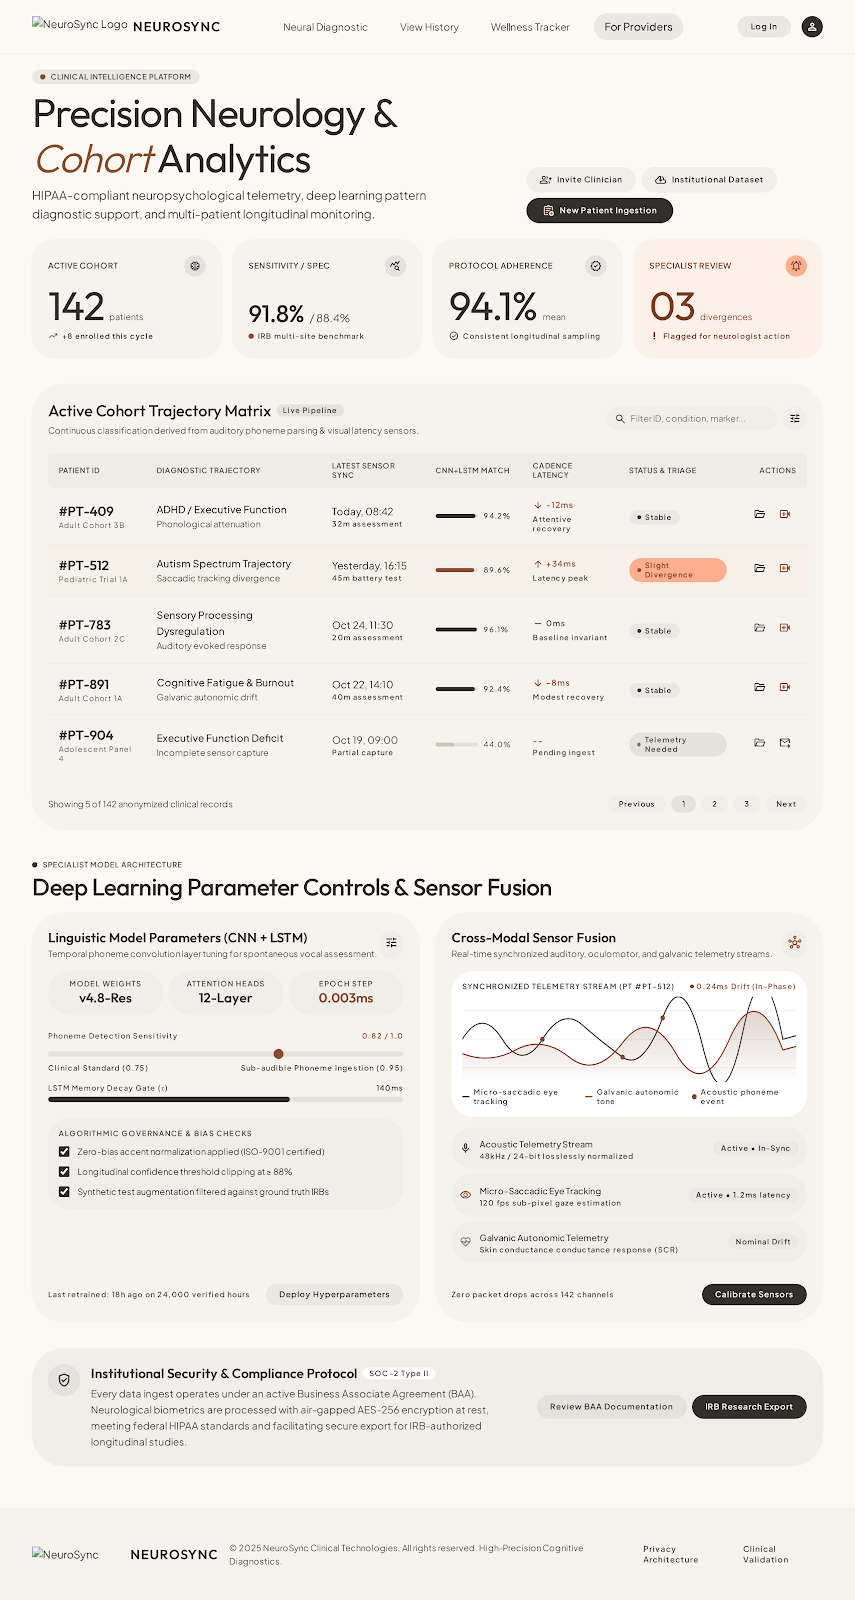 NeuroSync Logo NEUROSYNC Neural Diagnostic View History Wellness Tracker For Providers Log In
CLINICAL INTELLIGENCE PLATFORM
Precision Neurology &
Cohort Analytics
HIPAA-compliant neuropsychological telemetry, deep learning pattern
diagnostic support, and multi-patient longitudinal monitoring.
Invite Clinician Institutional Dataset
New Patient Ingestion
ACTIVE COHORT
142 patients
+8 enrolled this cycle
SENSITIVITY / SPEC
91.8% / 88.4%
IRB multi-site benchmark
PROTOCOL ADHERENCE
94.1% mean
Consistent longitudinal sampling
SPECIALIST REVIEW
03 divergences
Flagged for neurologist action
Active Cohort Trajectory Matrix Live Pipeline
Continuous classification derived from auditory phoneme parsing & visual latency sensors.
Filter ID, condition, marker...
PATIENT ID DIAGNOSTIC TRAJECTORY LATEST SENSOR SYNC CNN+LSTM MATCH CADENCE LATENCY STATUS & TRIAGE ACTIONS
#PT-409 ADHD / Executive Function Today, 08:42 94.2% ↓ -12ms Stable
Adult Cohort 3B Phonological attenuation 32m assessment Attentive recovery
#PT-512 Autism Spectrum Trajectory Yesterday, 16:15 89.6% ↑ +34ms Slight Divergence
Pediatric Trial 1A Saccadic tracking divergence 45m battery test Latency peak
#PT-783 Sensory Processing Dysregulation Oct 24, 11:30 96.1% — 0ms Stable
Adult Cohort 2C Auditory evoked response 20m assessment Baseline invariant
#PT-891 Cognitive Fatigue & Burnout Oct 22, 14:10 92.4% ↓ -8ms Stable
Adult Cohort 1A Galvanic autonomic drift 40m assessment Modest recovery
#PT-904 Executive Function Deficit Oct 19, 09:00 44.0% -- Telemetry Needed
Adolescent Panel 4 Incomplete sensor capture Partial capture Pending ingest
Showing 5 of 142 anonymized clinical records Previous 1 2 3 Next
SPECIALIST MODEL ARCHITECTURE
Deep Learning Parameter Controls & Sensor Fusion
Linguistic Model Parameters (CNN + LSTM)
Temporal phoneme convolution layer tuning for spontaneous vocal assessment.
MODEL WEIGHTS
v4.8-Res
ATTENTION HEADS
12-Layer
EPOCH STEP
0.003ms
Phoneme Detection Sensitivity 0.82 / 1.0
Clinical Standard (0.75) Sub-audible Phoneme Ingestion (0.95)
LSTM Memory Decay Gate (τ) 140ms
ALGORITHMIC GOVERNANCE & BIAS CHECKS
Zero-bias accent normalization applied (ISO-9001 certified)
Longitudinal confidence threshold clipping at ≥ 88%
Synthetic test augmentation filtered against ground truth IRBs
Last retrained: 18h ago on 24,000 verified hours Deploy Hyperparameters
Cross-Modal Sensor Fusion
Real-time synchronized auditory, oculomotor, and galvanic telemetry streams.
SYNCHRONIZED TELEMETRY STREAM (PT #PT-512) 0.24ms Drift (In-Phase)
Micro-saccadic eye tracking
Galvanic autonomic tone
Acoustic phoneme event
Acoustic Telemetry Stream Active • In-Sync
48kHz / 24-bit losslessly normalized
Micro-Saccadic Eye Tracking Active • 1.2ms latency
120 fps sub-pixel gaze estimation
Galvanic Autonomic Telemetry Nominal Drift
Skin conductance conductance response (SCR)
Zero packet drops across 142 channels Calibrate Sensors
Institutional Security & Compliance Protocol SOC-2 Type II
Every data ingest operates under an active Business Associate Agreement (BAA).
Neurological biometrics are processed with air-gapped AES-256 encryption at rest,
meeting federal HIPAA standards and facilitating secure export for IRB-authorized
longitudinal studies.
Review BAA Documentation IRB Research Export
NeuroSync NEUROSYNC
© 2025 NeuroSync Clinical Technologies. All rights reserved. High-Precision Cognitive
Diagnostics.
Privacy Architecture
Clinical Validation